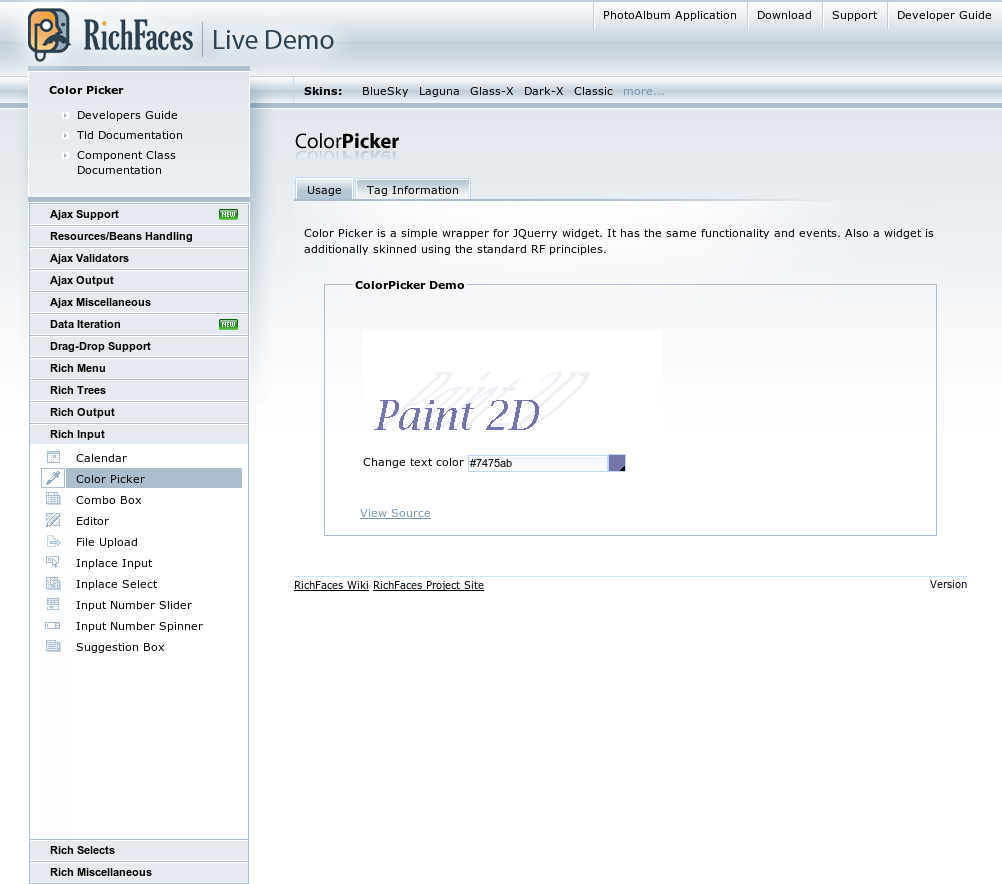 PhotoAlbum Application Download Support Developer Guide
RichFaces Live Demo
Color Picker
Developers Guide
Tld Documentation
Component Class
Documentation
Skins: BlueSky Laguna Glass-X Dark-X Classic more...
Ajax Support NEW
Resources/Beans Handling
Ajax Validators
Ajax Output
Ajax Miscellaneous
Data Iteration NEW
Drag-Drop Support
Rich Menu
Rich Trees
Rich Output
Rich Input
Calendar
Color Picker
Combo Box
Editor
File Upload
Inplace Input
Inplace Select
Input Number Slider
Input Number Spinner
Suggestion Box
Rich Selects
Rich Miscellaneous
ColorPicker
Usage Tag Information
Color Picker is a simple wrapper for JQuerry widget. It has the same functionality and events. Also a widget is
additionally skinned using the standard RF principles.
ColorPicker Demo
Paint 2D
Change text color #7475ab
View Source
RichFaces Wiki RichFaces Project Site Version